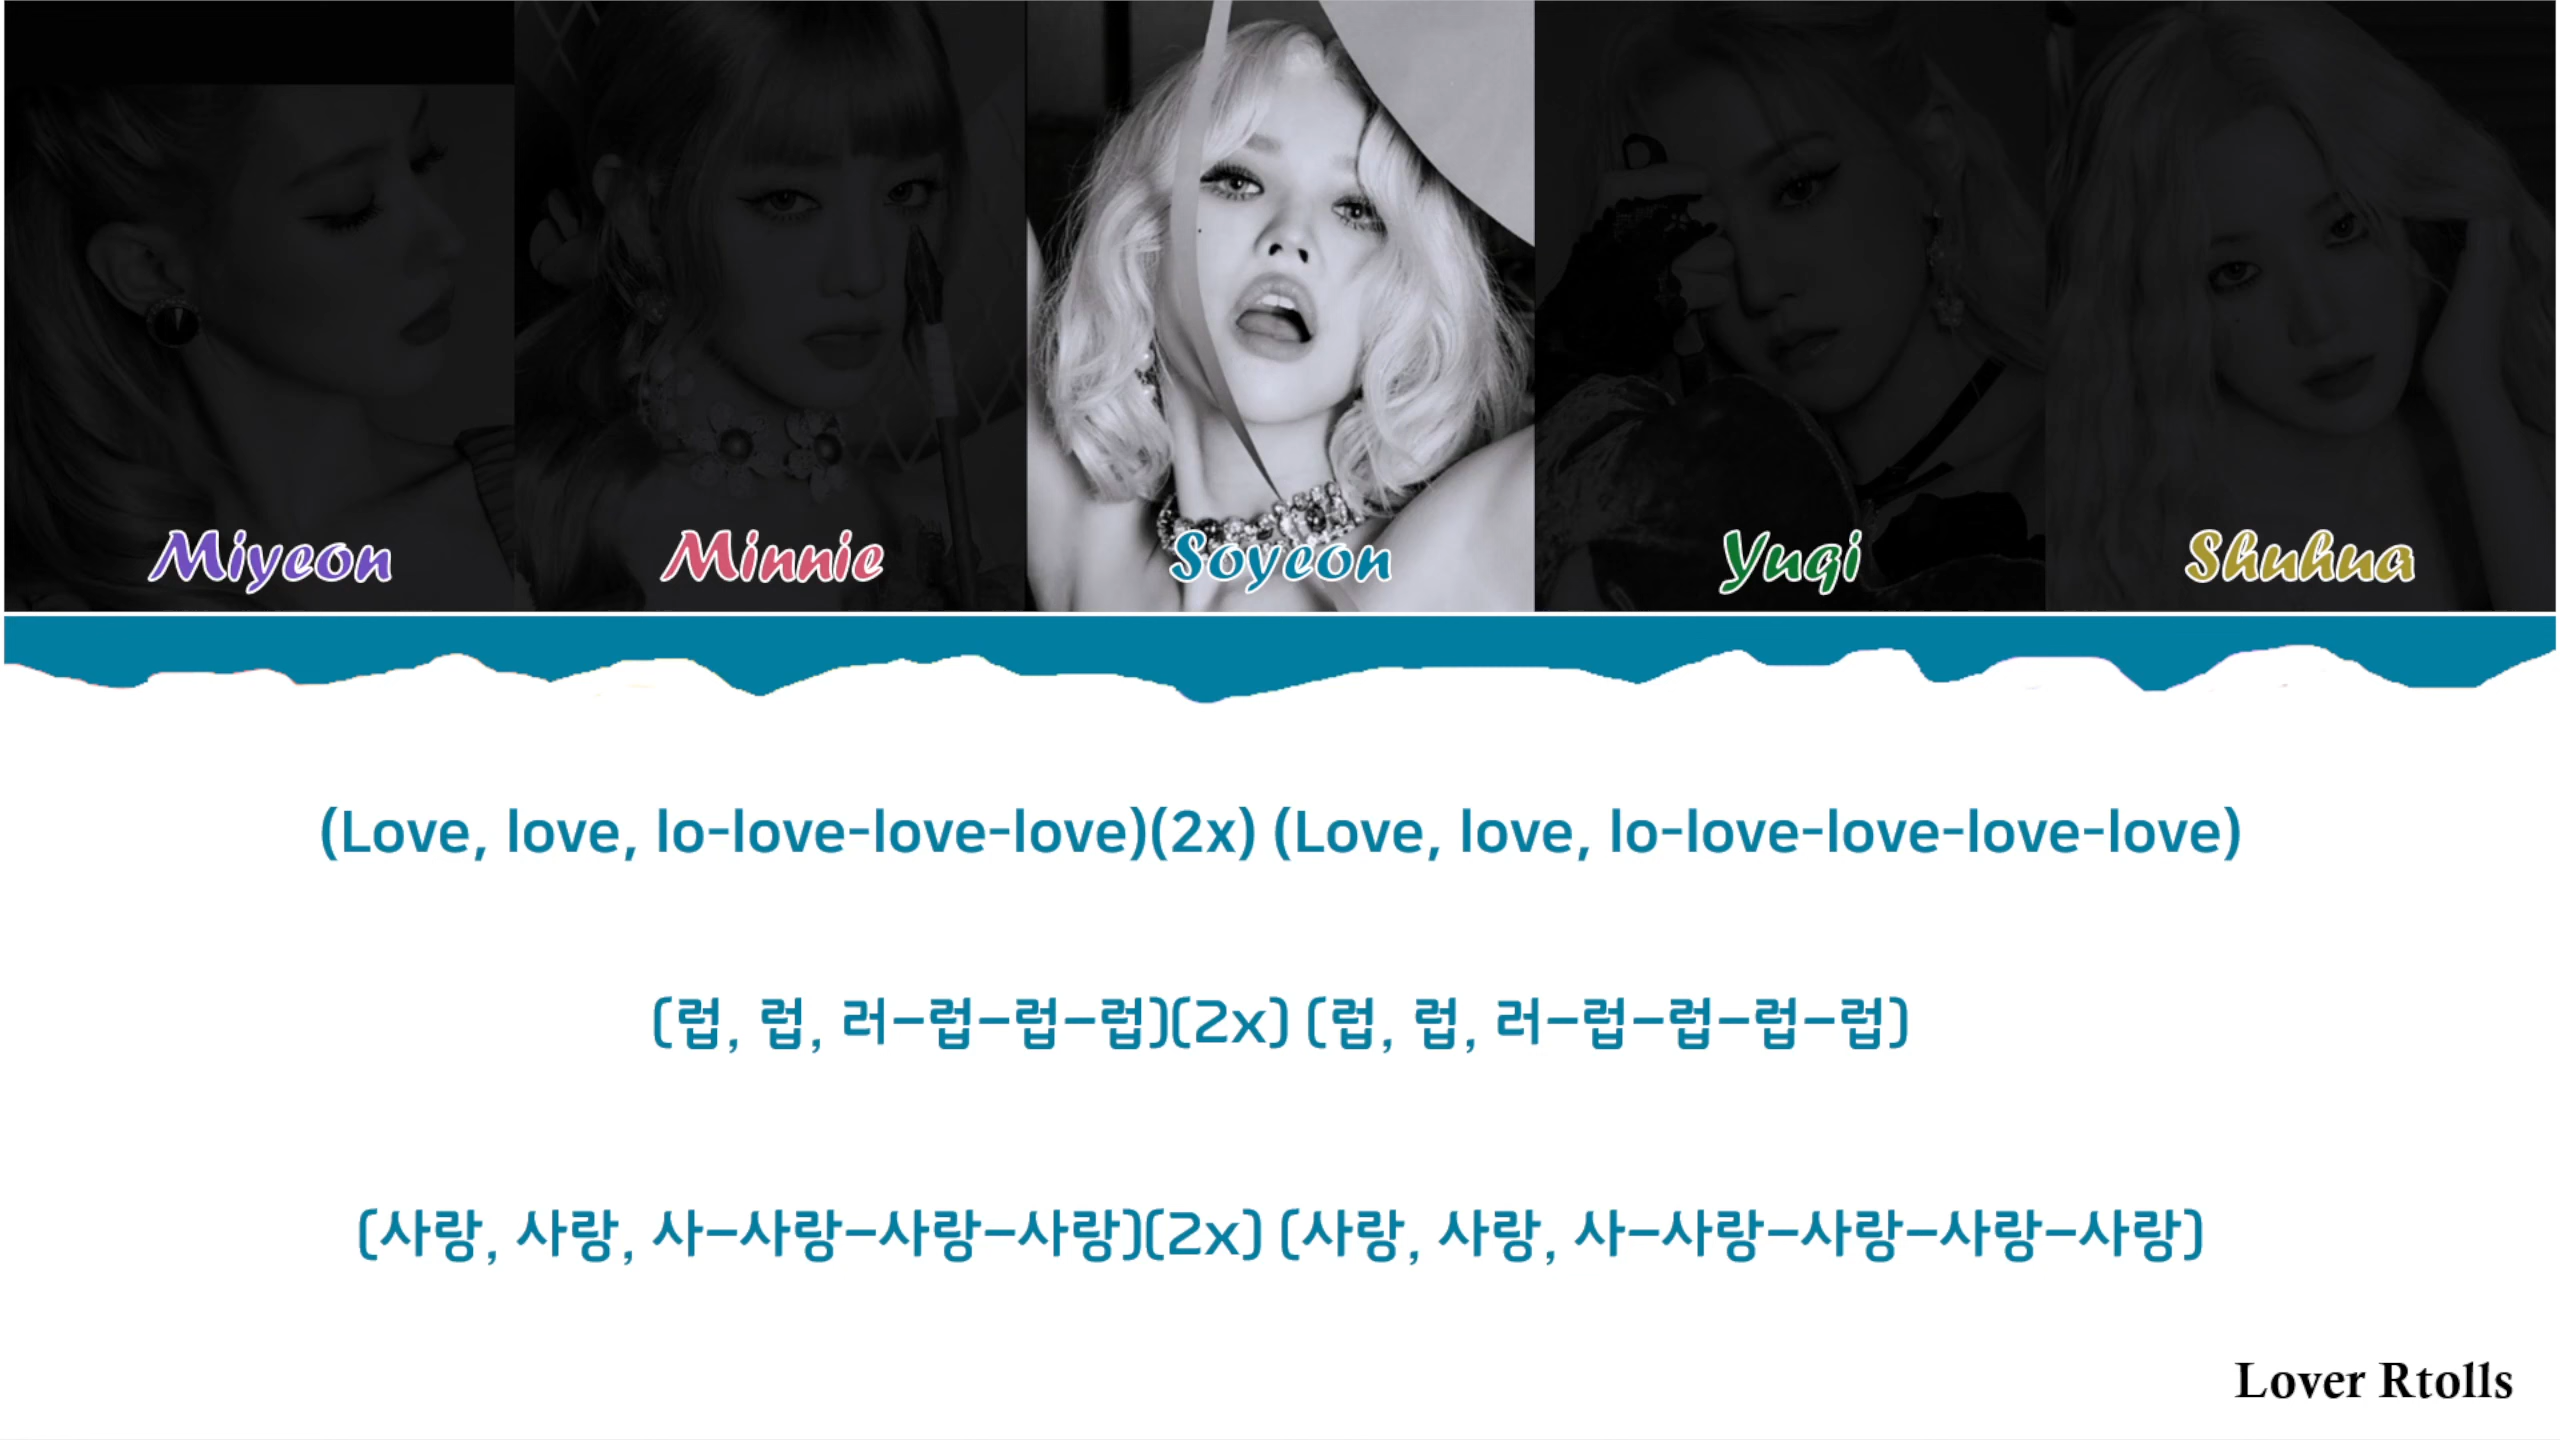 Miyeon Minnie Soyeon Yuqi Shuhua
(Love, love, lo-love-love-love)(2x) (Love, love, lo-love-love-love-love)
(럽, 럽, 러-럽-럽-럽)(2x) (럽, 럽, 러-럽-럽-럽-럽)
(사랑, 사랑, 사-사랑-사랑-사랑)(2x) (사랑, 사랑, 사-사랑-사랑-사랑-사랑)
Lover Rtolls